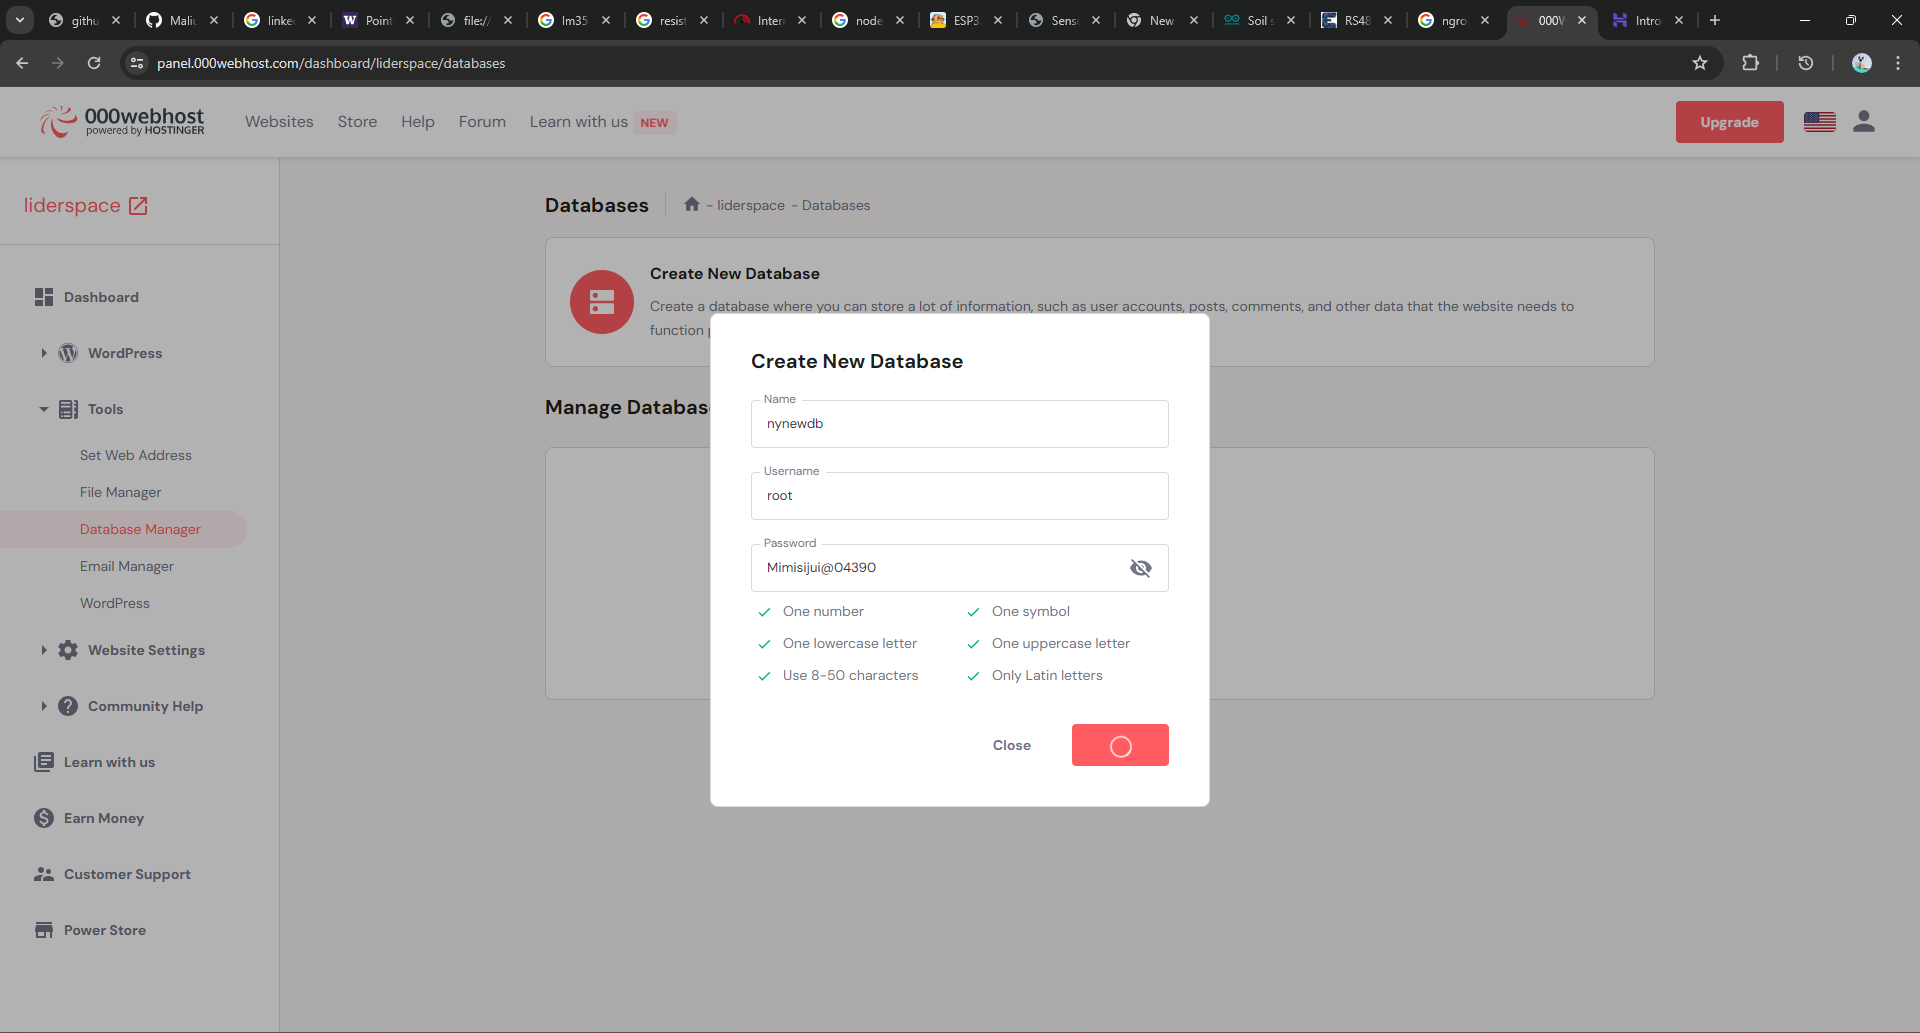 githu
Maliu
linke
Point
file://
lm35
resist
Inter
node
ESP3
Sens
New
Soil s
RS48
ngro
000W
Intro
panel.000webhost.com/dashboard/liderspace/databases
000webhost
powered by HOSTINGER
Websites
Store
Help
Forum
Learn with us NEW
Upgrade
liderspace
Dashboard
WordPress
Tools
Set Web Address
File Manager
Database Manager
Email Manager
WordPress
Website Settings
Community Help
Learn with us
Earn Money
Customer Support
Power Store
Databases
- liderspace - Databases
Create New Database
Create a database where you can store a lot of information, such as user accounts, posts, comments, and other data that the website needs to
function
Manage Databas
Create New Database
Name
nynewdb
Username
root
Password
Mimisijui@04390
One number
One symbol
One lowercase letter
One uppercase letter
Use 8-50 characters
Only Latin letters
Close